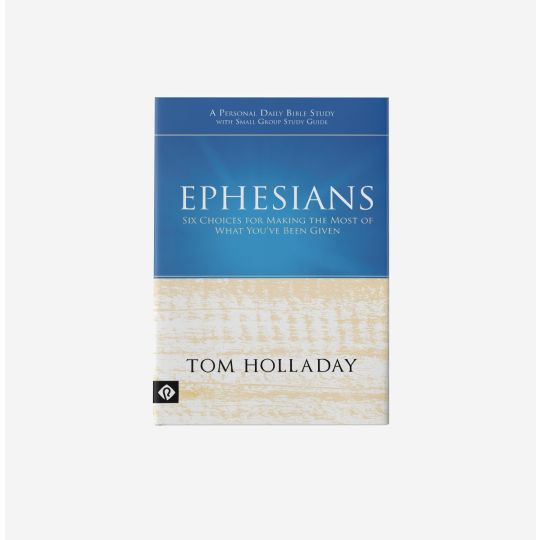 A Personal Daily Bible Study
with Small Group Study Guide
EPHESIANS
Six Choices for Making the Most of
What You've Been Given
TOM HOLLADAY